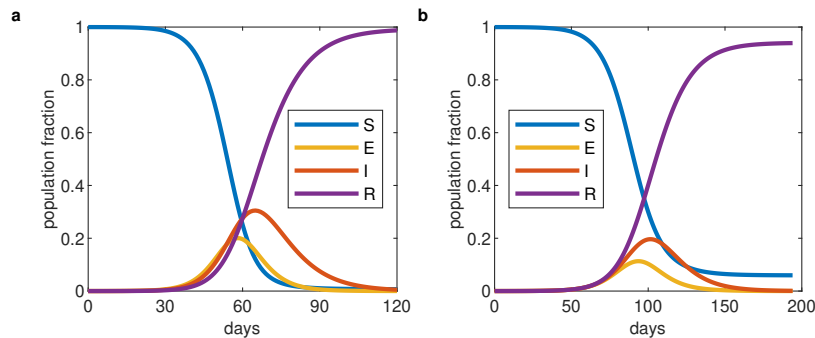 a
population fraction
1
0.8
0.6
0.4
0.2
0
0 30 60 90 120
days
S
E
I
R
b
population fraction
1
0.8
0.6
0.4
0.2
0
0 50 100 150 200
days
S
E
I
R